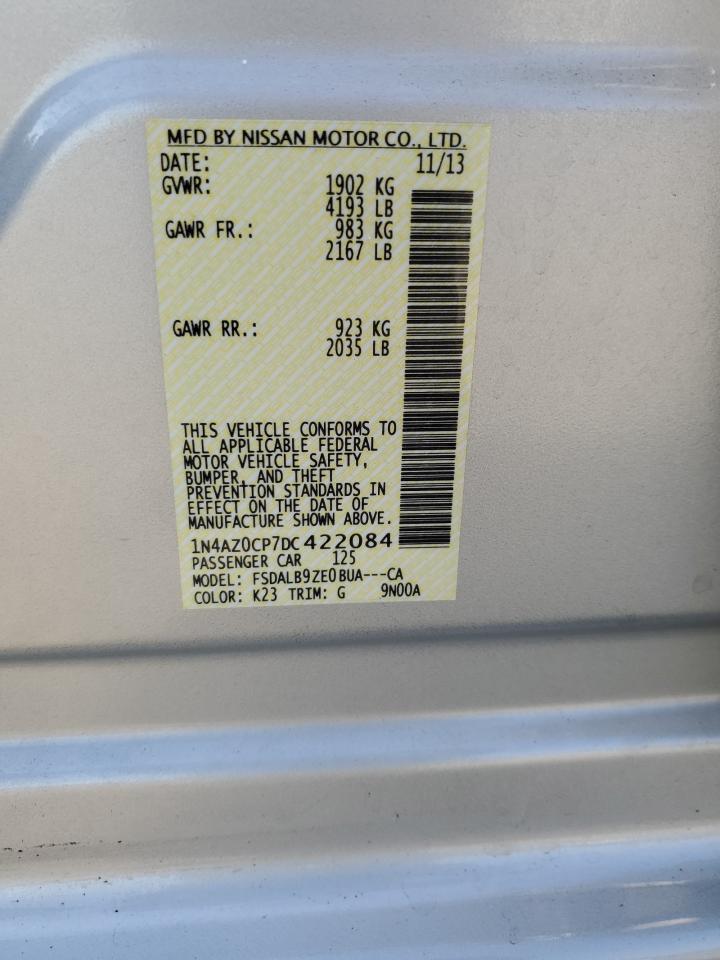 MFD BY NISSAN MOTOR CO., LTD.
DATE: 11/13
GVWR: 1902 KG
4193 LB
GAWR FR.: 983 KG
2167 LB
GAWR RR.: 923 KG
2035 LB
THIS VEHICLE CONFORMS TO
ALL APPLICABLE FEDERAL
MOTOR VEHICLE SAFETY,
BUMPER, AND THEFT
PREVENTION STANDARDS IN
EFFECT ON THE DATE OF
MANUFACTURE SHOWN ABOVE.
1N4AZ0CP7DC422084
PASSENGER CAR 125
MODEL: FSDALB9ZE0BUA---CA
COLOR: K23 TRIM: G 9N00A